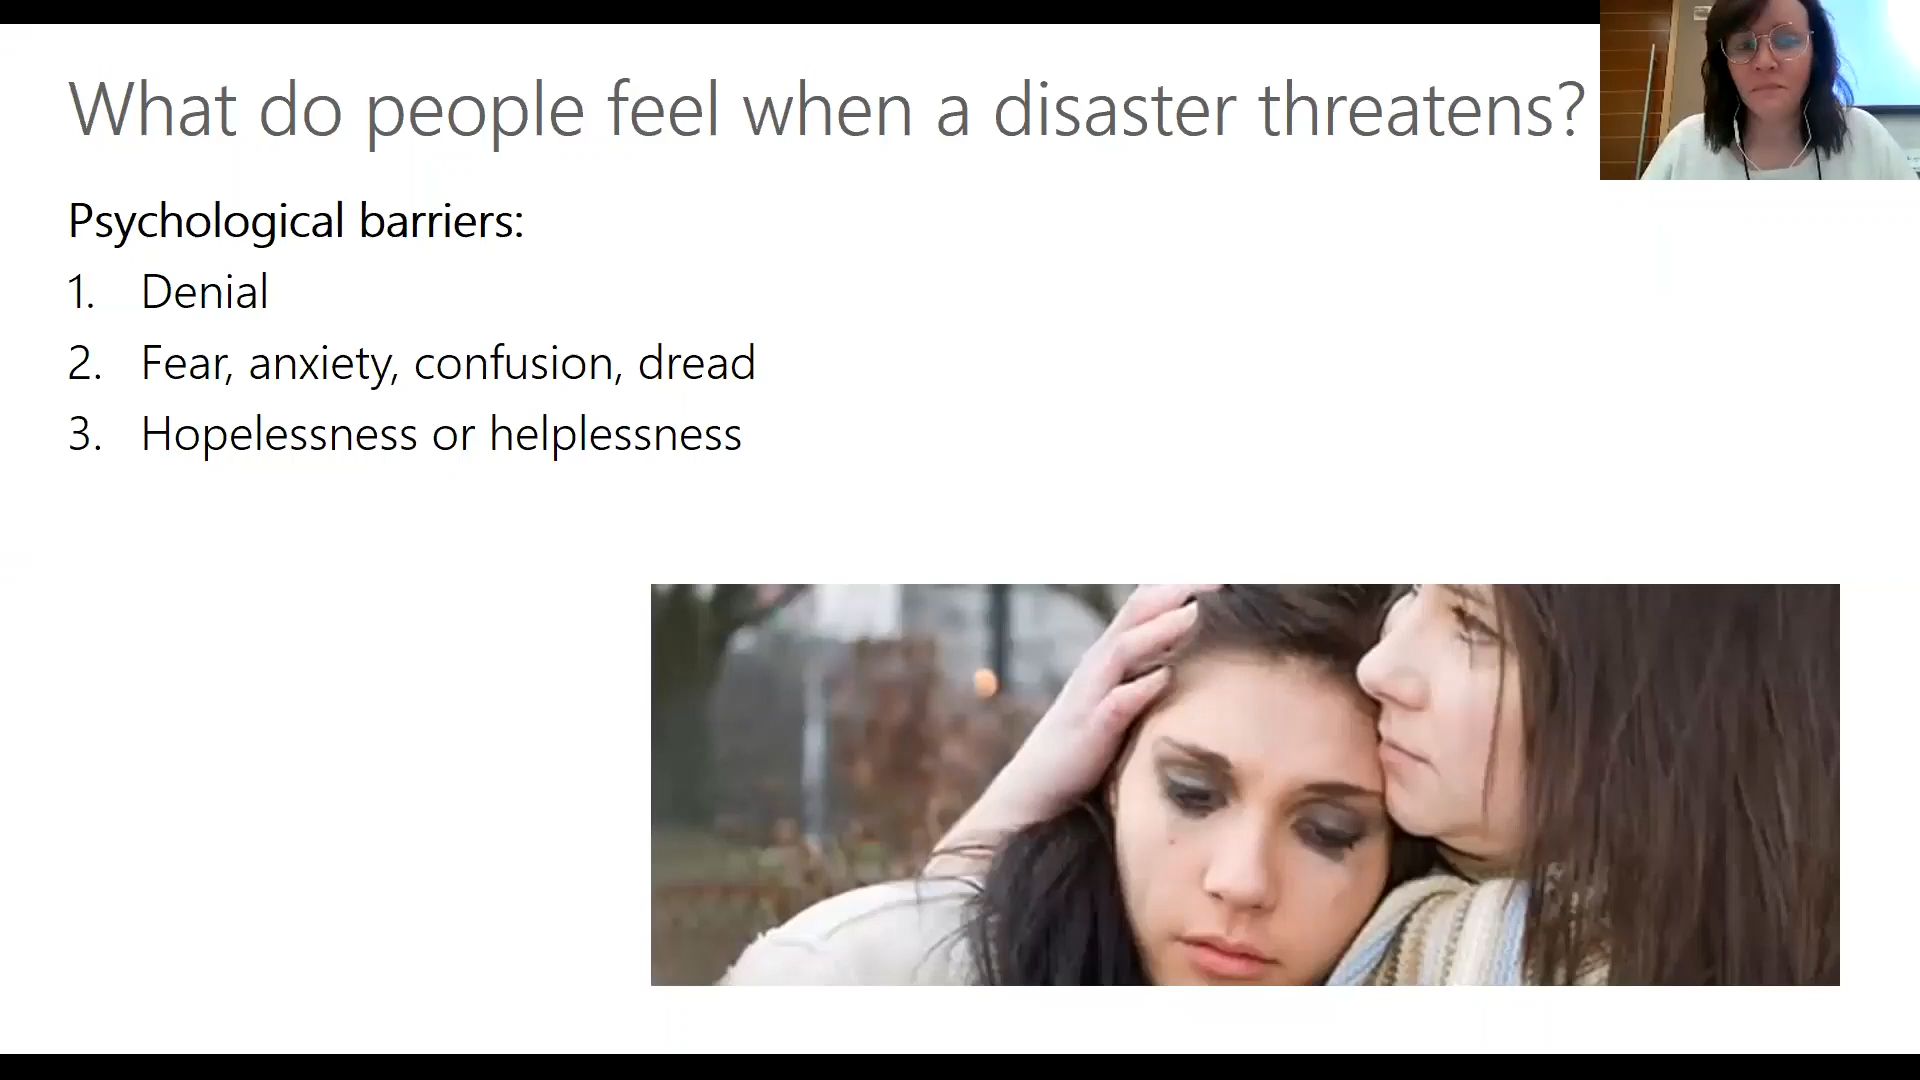 What do people feel when a disaster threatens?
Psychological barriers:
1. Denial
2. Fear, anxiety, confusion, dread
3. Hopelessness or helplessness